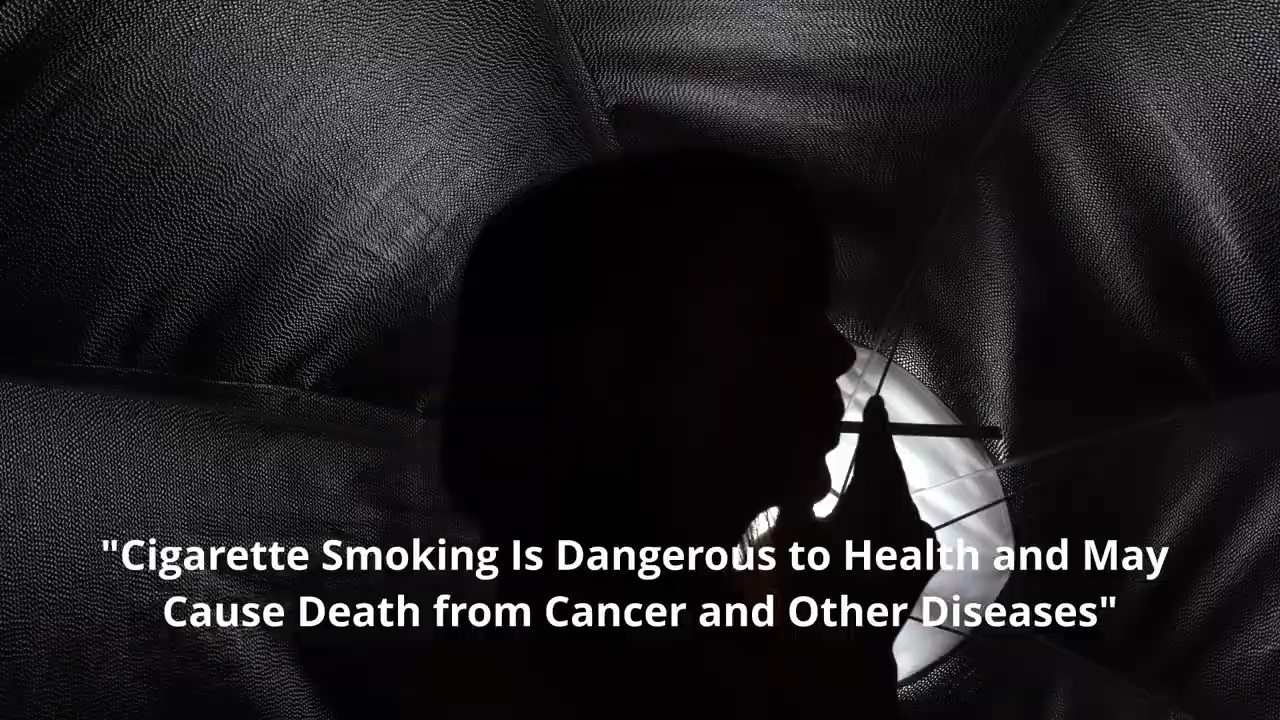 "Cigarette Smoking Is Dangerous to Health and May
Cause Death from Cancer and Other Diseases"